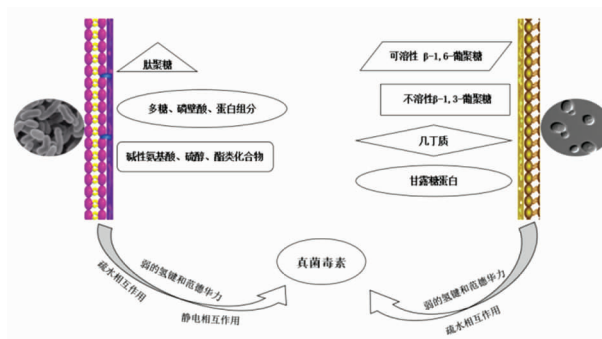 肽聚糖
多糖、磷壁酸、蛋白组分
碱性氨基酸、硫醇、酯类化合物
可溶性 β-1,6-葡聚糖
不溶性β-1,3-葡聚糖
几丁质
甘露糖蛋白
真菌毒素
弱的氢键和范德华力
疏水相互作用
静电相互作用
弱的氢键和范德华力
疏水相互作用